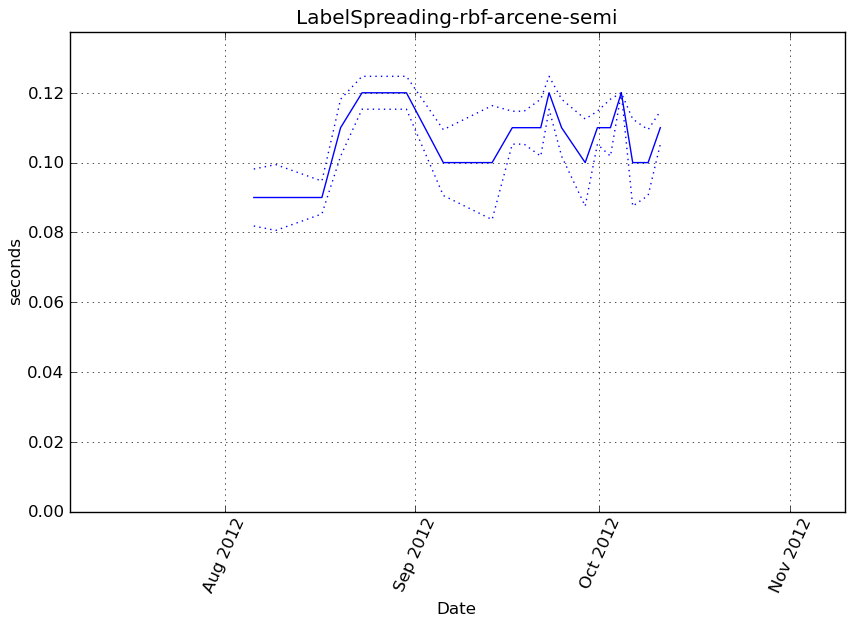 LabelSpreading-rbf-arcene-semi
seconds
0.12
0.10
0.08
0.06
0.04
0.02
0.00
Aug 2012
Sep 2012
Oct 2012
Nov 2012
Date